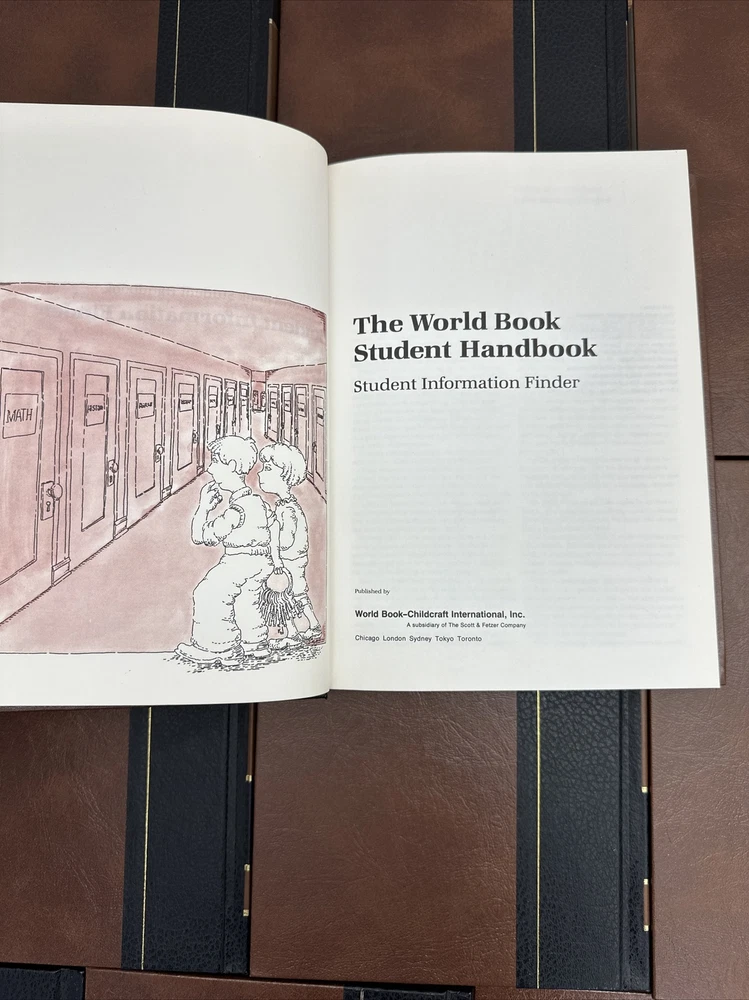 MATH
HISTORY
The World Book
Student Handbook
Student Information Finder
Published by
World Book–Childcraft International, Inc.
A subsidiary of The Scott & Fetzer Company
Chicago London Sydney Tokyo Toronto